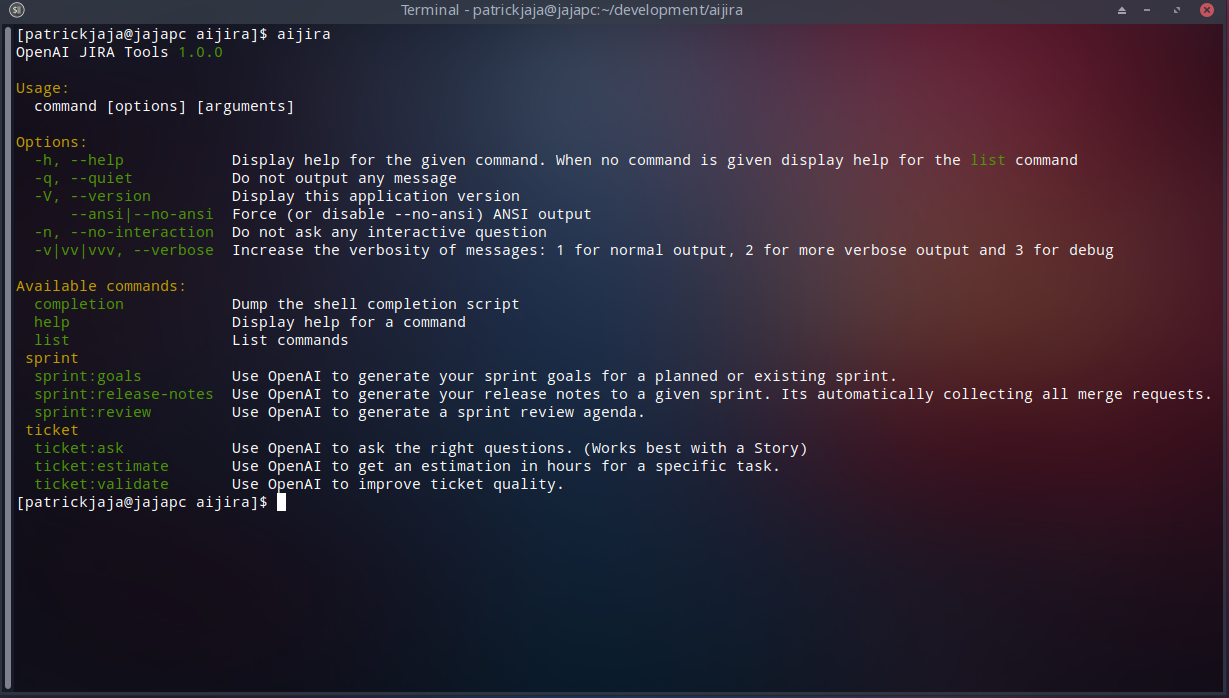 Terminal - patrickjaja@jajapc:~/development/aijira
[patrickjaja@jajapc aijira]$ aijira
OpenAI JIRA Tools 1.0.0
Usage:
  command [options] [arguments]
Options:
  -h, --help            Display help for the given command. When no command is given display help for the list command
  -q, --quiet           Do not output any message
  -V, --version         Display this application version
      --ansi|--no-ansi  Force (or disable --no-ansi) ANSI output
  -n, --no-interaction  Do not ask any interactive question
  -v|vv|vvv, --verbose  Increase the verbosity of messages: 1 for normal output, 2 for more verbose output and 3 for debug
Available commands:
  completion            Dump the shell completion script
  help                  Display help for a command
  list                  List commands
 sprint
  sprint:goals          Use OpenAI to generate your sprint goals for a planned or existing sprint.
  sprint:release-notes  Use OpenAI to generate your release notes to a given sprint. Its automatically collecting all merge requests.
  sprint:review         Use OpenAI to generate a sprint review agenda.
 ticket
  ticket:ask            Use OpenAI to ask the right questions. (Works best with a Story)
  ticket:estimate       Use OpenAI to get an estimation in hours for a specific task.
  ticket:validate       Use OpenAI to improve ticket quality.
[patrickjaja@jajapc aijira]$